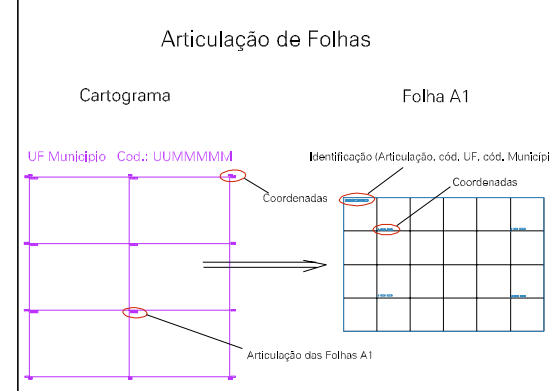 Articulação de Folhas
Cartograma
Folha A1
UF Município Cod.: UUMMMMM
Identificação (Articulação, cód. UF, cód. Municípi
Coordenadas
Coordenadas
Articulação das Folhas A1